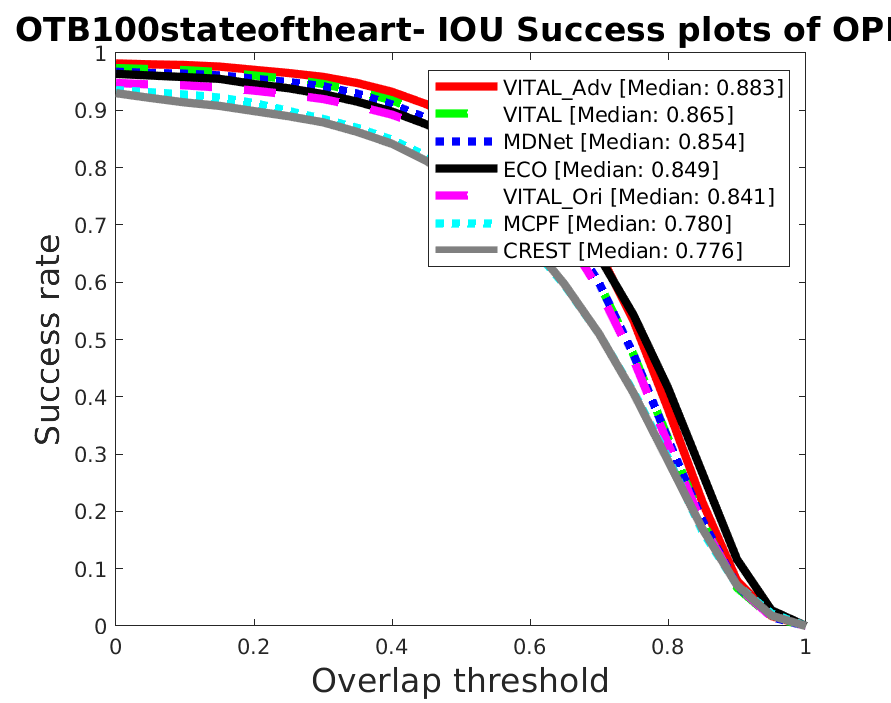 OTB100stateoftheart- IOU Success plots of OP
1
0.9
0.8
0.7
0.6
0.5
0.4
0.3
0.2
0.1
0
Success rate
VITAL_Adv [Median: 0.883]
VITAL [Median: 0.865]
MDNet [Median: 0.854]
ECO [Median: 0.849]
VITAL_Ori [Median: 0.841]
MCPF [Median: 0.780]
CREST [Median: 0.776]
0 0.2 0.4 0.6 0.8 1
Overlap threshold